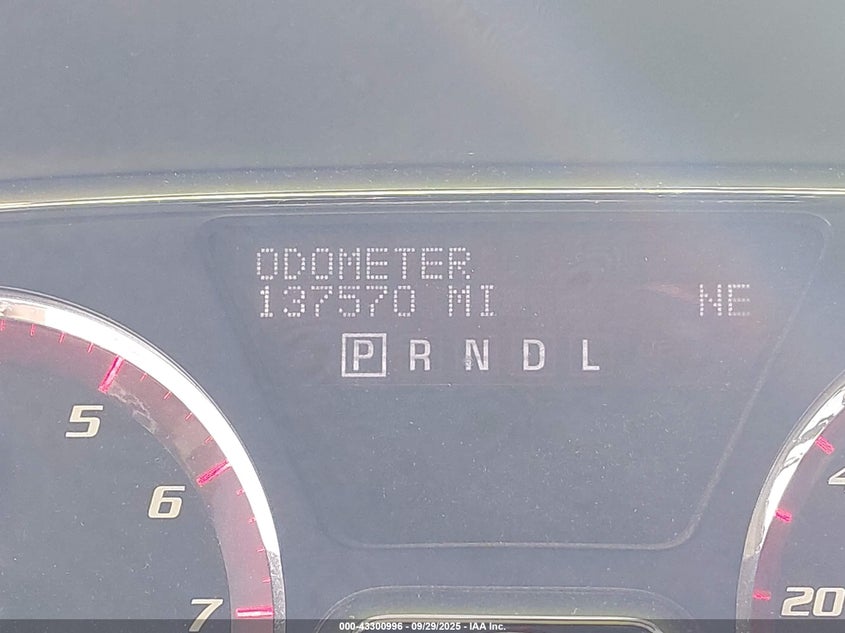 ODOMETER
137570 MI NE
P R N D L
5
6
7
20
000-43300996 - 09/29/2025 - IAA Inc.